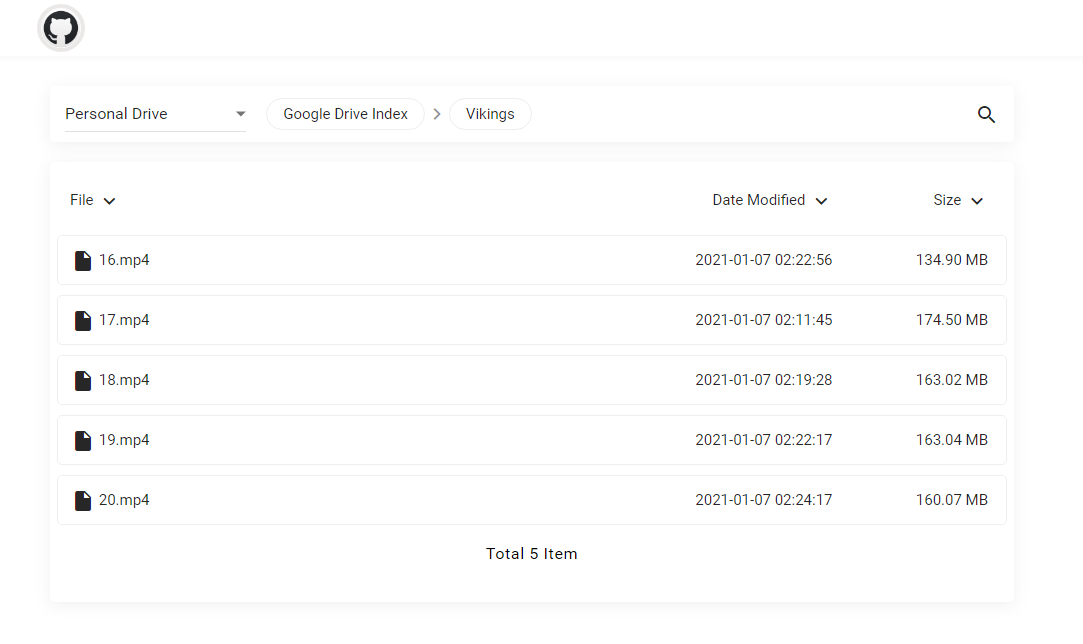 Personal Drive Google Drive Index Vikings
File Date Modified Size
16.mp4 2021-01-07 02:22:56 134.90 MB
17.mp4 2021-01-07 02:11:45 174.50 MB
18.mp4 2021-01-07 02:19:28 163.02 MB
19.mp4 2021-01-07 02:22:17 163.04 MB
20.mp4 2021-01-07 02:24:17 160.07 MB
Total 5 Item